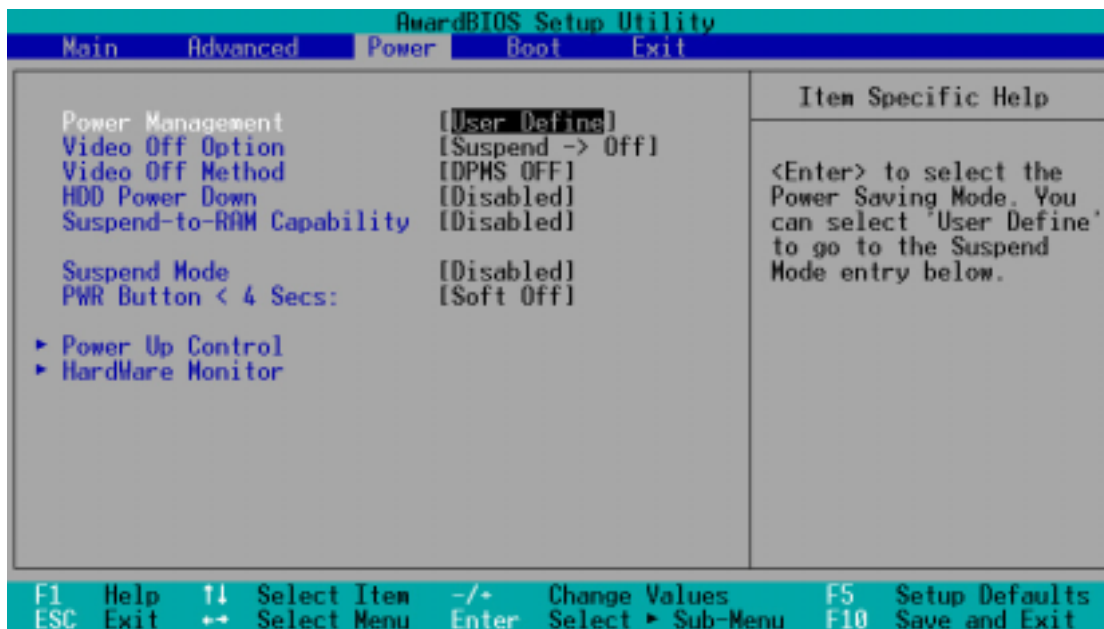 AwardBIOS Setup Utility
Main Advanced Power Boot Exit
Power Management [User Define]
Video Off Option [Suspend -> Off]
Video Off Method [DPMS OFF]
HDD Power Down [Disabled]
Suspend-to-RAM Capability [Disabled]
Suspend Mode [Disabled]
PWR Button < 4 Secs: [Soft Off]
▶ Power Up Control
▶ HardWare Monitor
Item Specific Help
<Enter> to select the
Power Saving Mode. You
can select 'User Define'
to go to the Suspend
Mode entry below.
F1 Help ↑↓ Select Item -/+ Change Values F5 Setup Defaults
ESC Exit ←→ Select Menu Enter Select ▶ Sub-Menu F10 Save and Exit